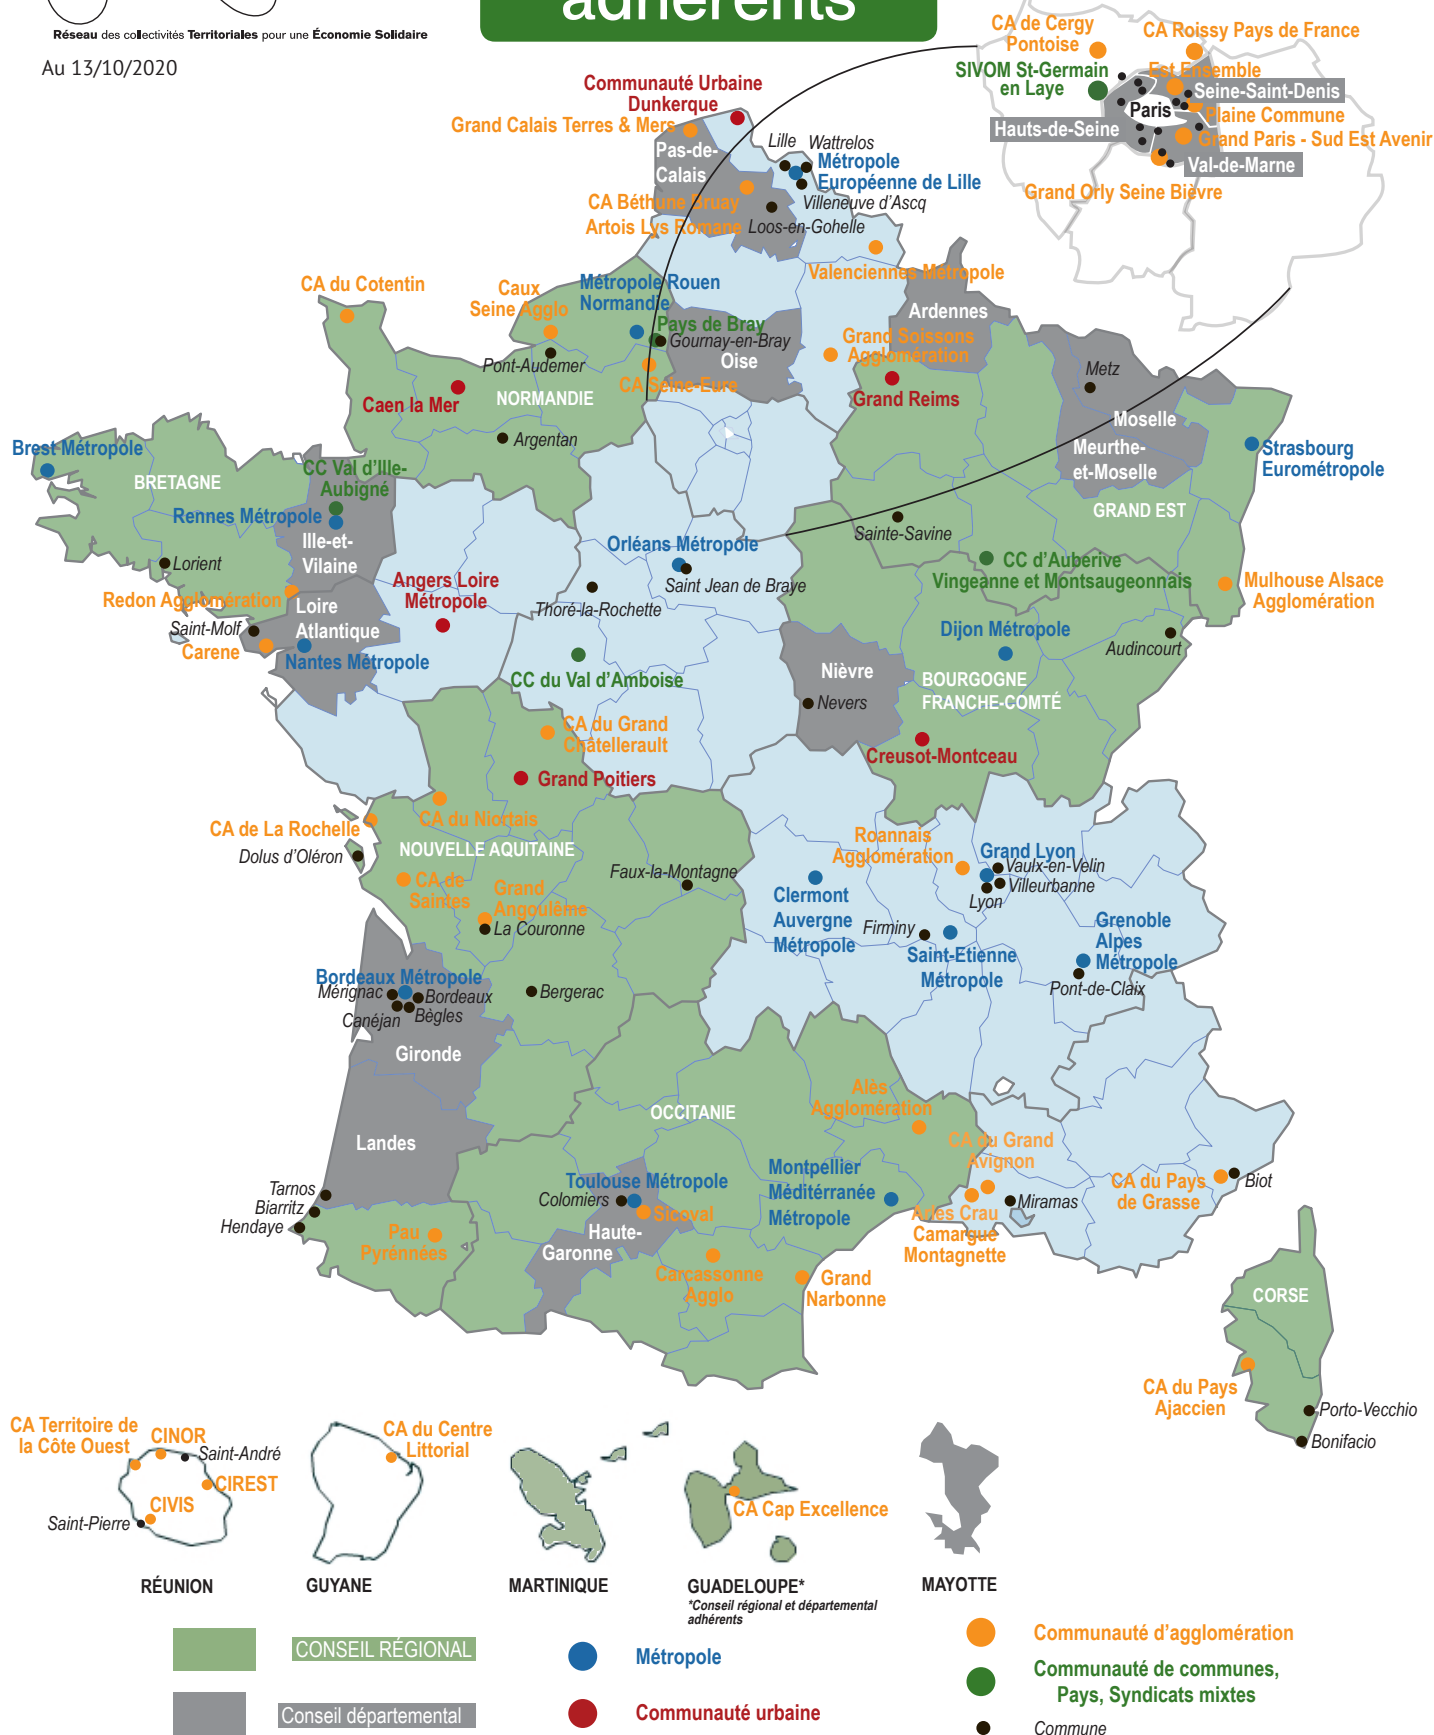 adhérents
Réseau des collectivités Territoriales pour une Économie Solidaire
Au 13/10/2020
CA de Cergy
Pontoise
CA Roissy Pays de France
SIVOM St-Germain
en Laye
Est Ensemble
Seine-Saint-Denis
Paris
Plaine Commune
Hauts-de-Seine
Grand Paris - Sud Est Avenir
Val-de-Marne
Grand Orly Seine Bièvre
Communauté Urbaine
Dunkerque
Grand Calais Terres & Mers
Pas-de-
Calais
Lille
Wattrelos
Métropole
Européenne de Lille
Villeneuve d'Ascq
CA Béthune Bruay
Artois Lys Romane
Loos-en-Gohelle
Valenciennes Métropole
CA du Cotentin
Caux
Seine Agglo
Métropole Rouen
Normandie
Pays de Bray
Gournay-en-Bray
Oise
Ardennes
Grand Soissons
Agglomération
Pont-Audemer
CA Seine-Eure
Caen la Mer
NORMANDIE
Grand Reims
Metz
Moselle
Meurthe-
et-Moselle
Argentan
Strasbourg
Eurométropole
Brest Métropole
BRETAGNE
CC Val d'Ille-
Aubigné
Rennes Métropole
Ille-et-
Vilaine
GRAND EST
Sainte-Savine
Lorient
Orléans Métropole
Saint Jean de Braye
CC d'Auberive
Vingeanne et Montsaugeonnais
Mulhouse Alsace
Agglomération
Redon Agglomération
Loire
Atlantique
Angers Loire
Métropole
Thoré-la-Rochette
Saint-Molf
Carene
Nantes Métropole
Dijon Métropole
Audincourt
CC du Val d'Amboise
Nièvre
Nevers
BOURGOGNE
FRANCHE-COMTÉ
CA du Grand
Châtellerault
Creusot-Montceau
Grand Poitiers
CA du Niortais
CA de La Rochelle
Dolus d'Oléron
NOUVELLE AQUITAINE
Roannais
Agglomération
Grand Lyon
Vaulx-en-Velin
Villeurbanne
Lyon
Faux-la-Montagne
CA de
Saintes
Grand
Angoulême
La Couronne
Clermont
Auvergne
Métropole
Firminy
Saint-Etienne
Métropole
Grenoble
Alpes
Métropole
Pont-de-Claix
Bordeaux Métropole
Mérignac
Bordeaux
Canéjan
Bègles
Bergerac
Gironde
Alès
Agglomération
OCCITANIE
Landes
CA du Grand
Avignon
Montpellier
Méditérranée
Métropole
Toulouse Métropole
Colomiers
Sicoval
CA du Pays
de Grasse
Biot
Miramas
Arles Crau
Camargue
Montagnette
Tarnos
Biarritz
Hendaye
Pau
Pyrénnées
Haute-
Garonne
Carcassonne
Agglo
Grand
Narbonne
CORSE
CA du Pays
Ajaccien
Porto-Vecchio
Bonifacio
CA Territoire de
la Côte Ouest
CINOR
Saint-André
CIREST
CIVIS
Saint-Pierre
CA du Centre
Littorial
CA Cap Excellence
RÉUNION
GUYANE
MARTINIQUE
GUADELOUPE*
*Conseil régional et départemental
adhérents
MAYOTTE
CONSEIL RÉGIONAL
Conseil départemental
Métropole
Communauté urbaine
Communauté d'agglomération
Communauté de communes,
Pays, Syndicats mixtes
Commune